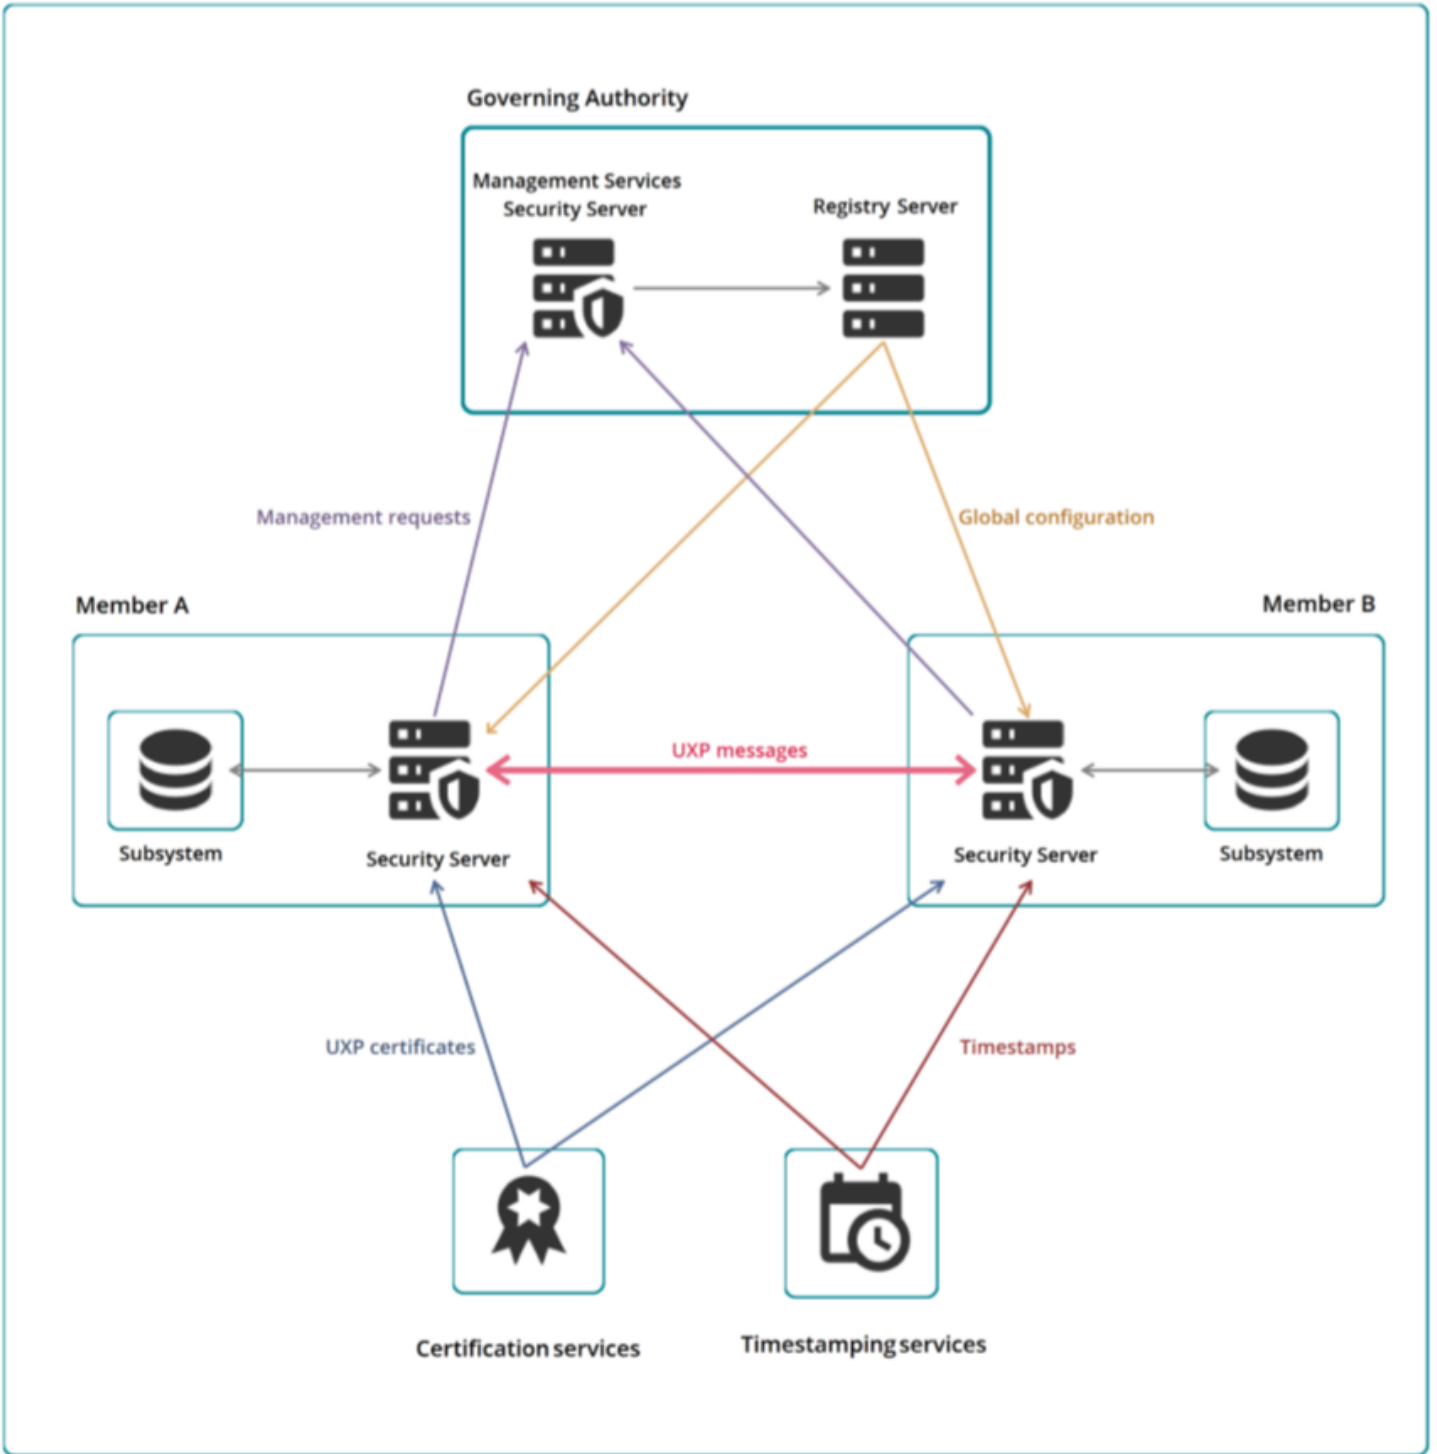 Governing Authority
Management Services
Security Server
Registry Server
Management requests
Global configuration
Member A
Member B
UXP messages
Subsystem
Security Server
Security Server
Subsystem
UXP certificates
Timestamps
Certification services
Timestamping services